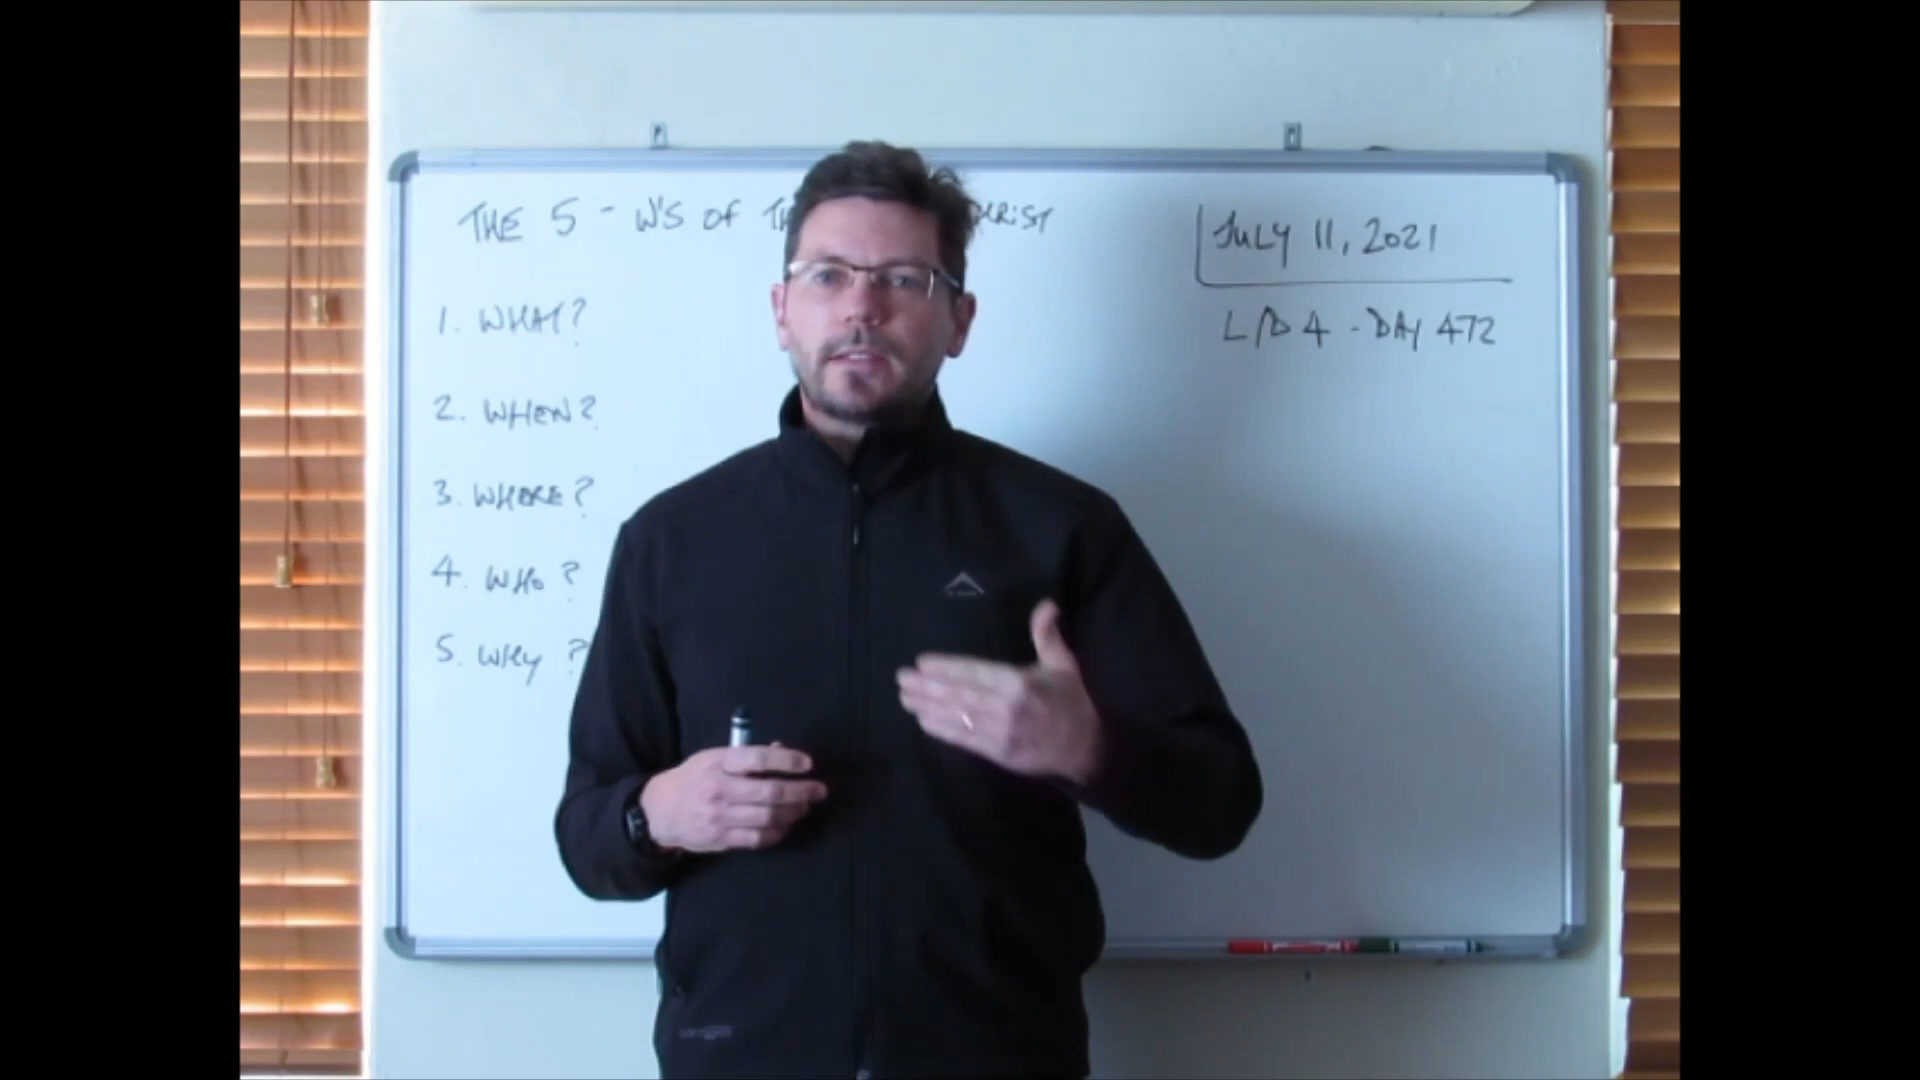 THE 5 - W'S OF TH RIST
1. WHAT?
2. WHEN?
3. WHERE?
4. WHO?
5. WHY?
JULY 11, 2021
L/D 4 - DAY 472